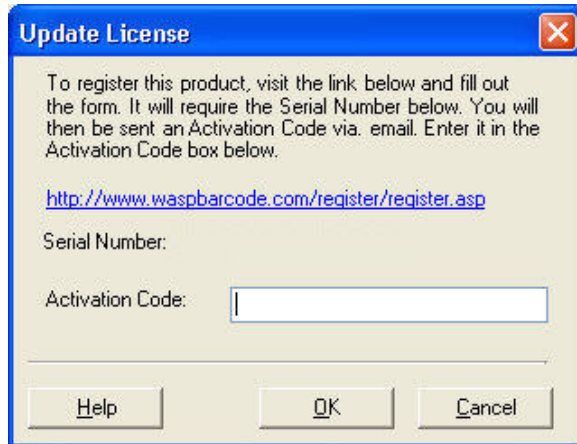 Update License
To register this product, visit the link below and fill out
the form. It will require the Serial Number below. You will
then be sent an Activation Code via. email. Enter it in the
Activation Code box below.
http://www.waspbarcode.com/register/register.asp
Serial Number:
Activation Code:
Help OK Cancel